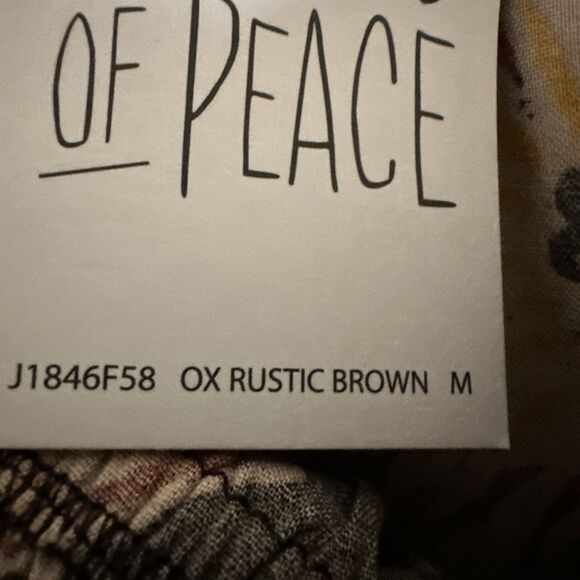 OF PEACE
J1846F58 OX RUSTIC BROWN M